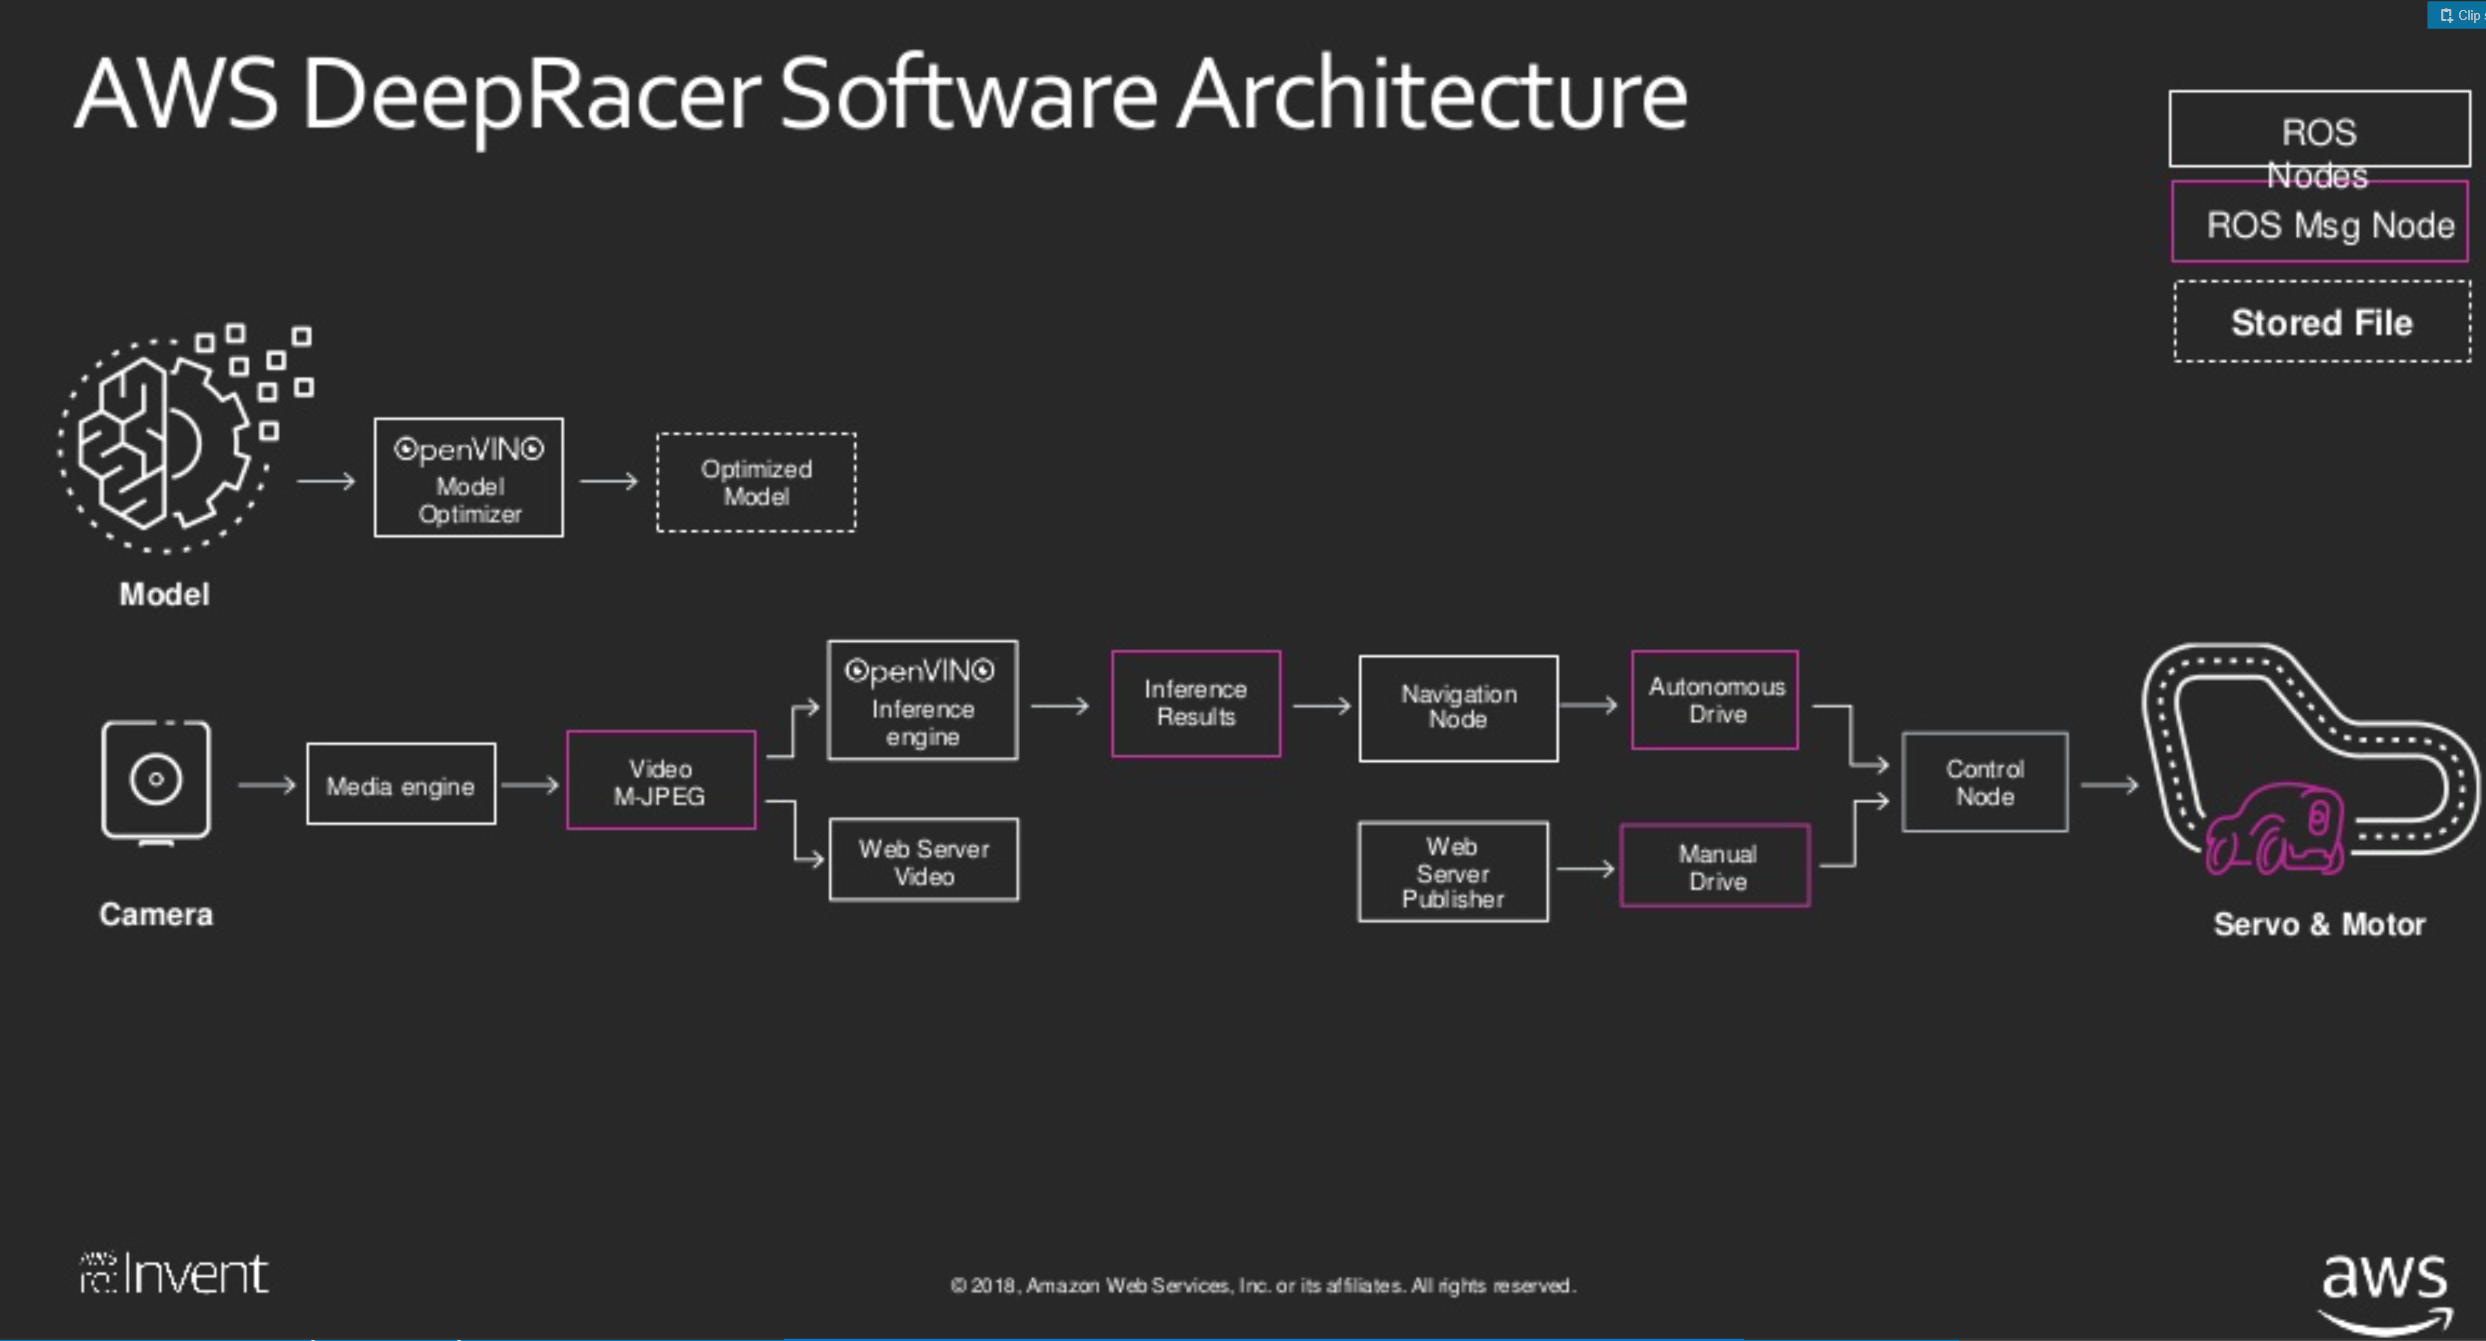 Clip
AWS DeepRacer Software Architecture
ROS
Nodes
ROS Msg Node
Stored File
OpenVINO
Model
Optimizer
Optimized
Model
Model
OpenVINO
Inference
engine
Inference
Results
Navigation
Node
Autonomous
Drive
Media engine
Video
M-JPEG
Control
Node
Web Server
Video
Web
Server
Publisher
Manual
Drive
Camera
Servo & Motor
AWS
re:Invent
© 2018, Amazon Web Services, Inc. or its affiliates. All rights reserved.
aws